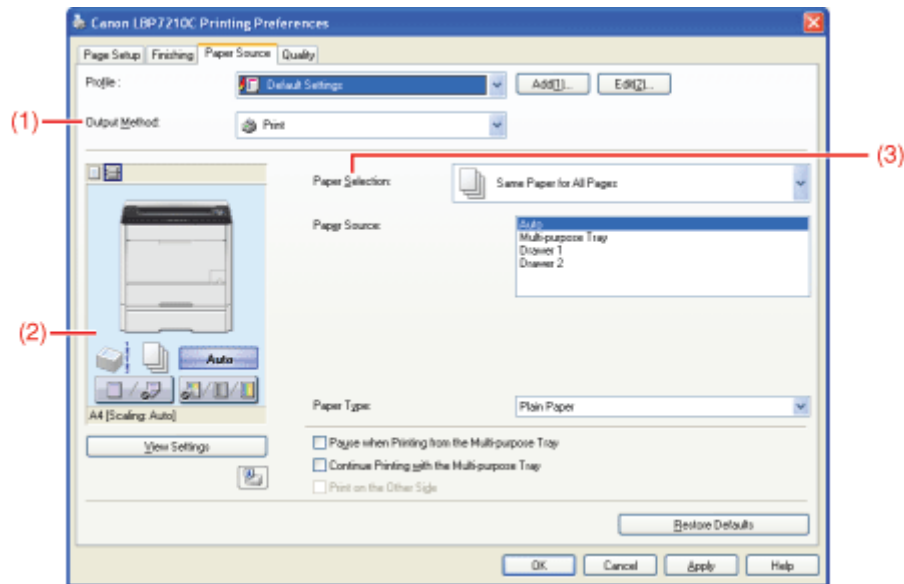 Canon LBP7210C Printing Preferences
Page Setup Finishing Paper Source Quality
Profile : Default Settings Add(1)... Edit(2)...
(1) Output Method: Print
(3)
Paper Selection: Same Paper for All Pages
Paper Source: Auto
Multi-purpose Tray
Drawer 1
Drawer 2
(2)
Auto
A4 [Scaling: Auto]
Paper Type: Plain Paper
View Settings
Pause when Printing from the Multi-purpose Tray
Continue Printing with the Multi-purpose Tray
Print on the Other Side
Restore Defaults
OK Cancel Apply Help